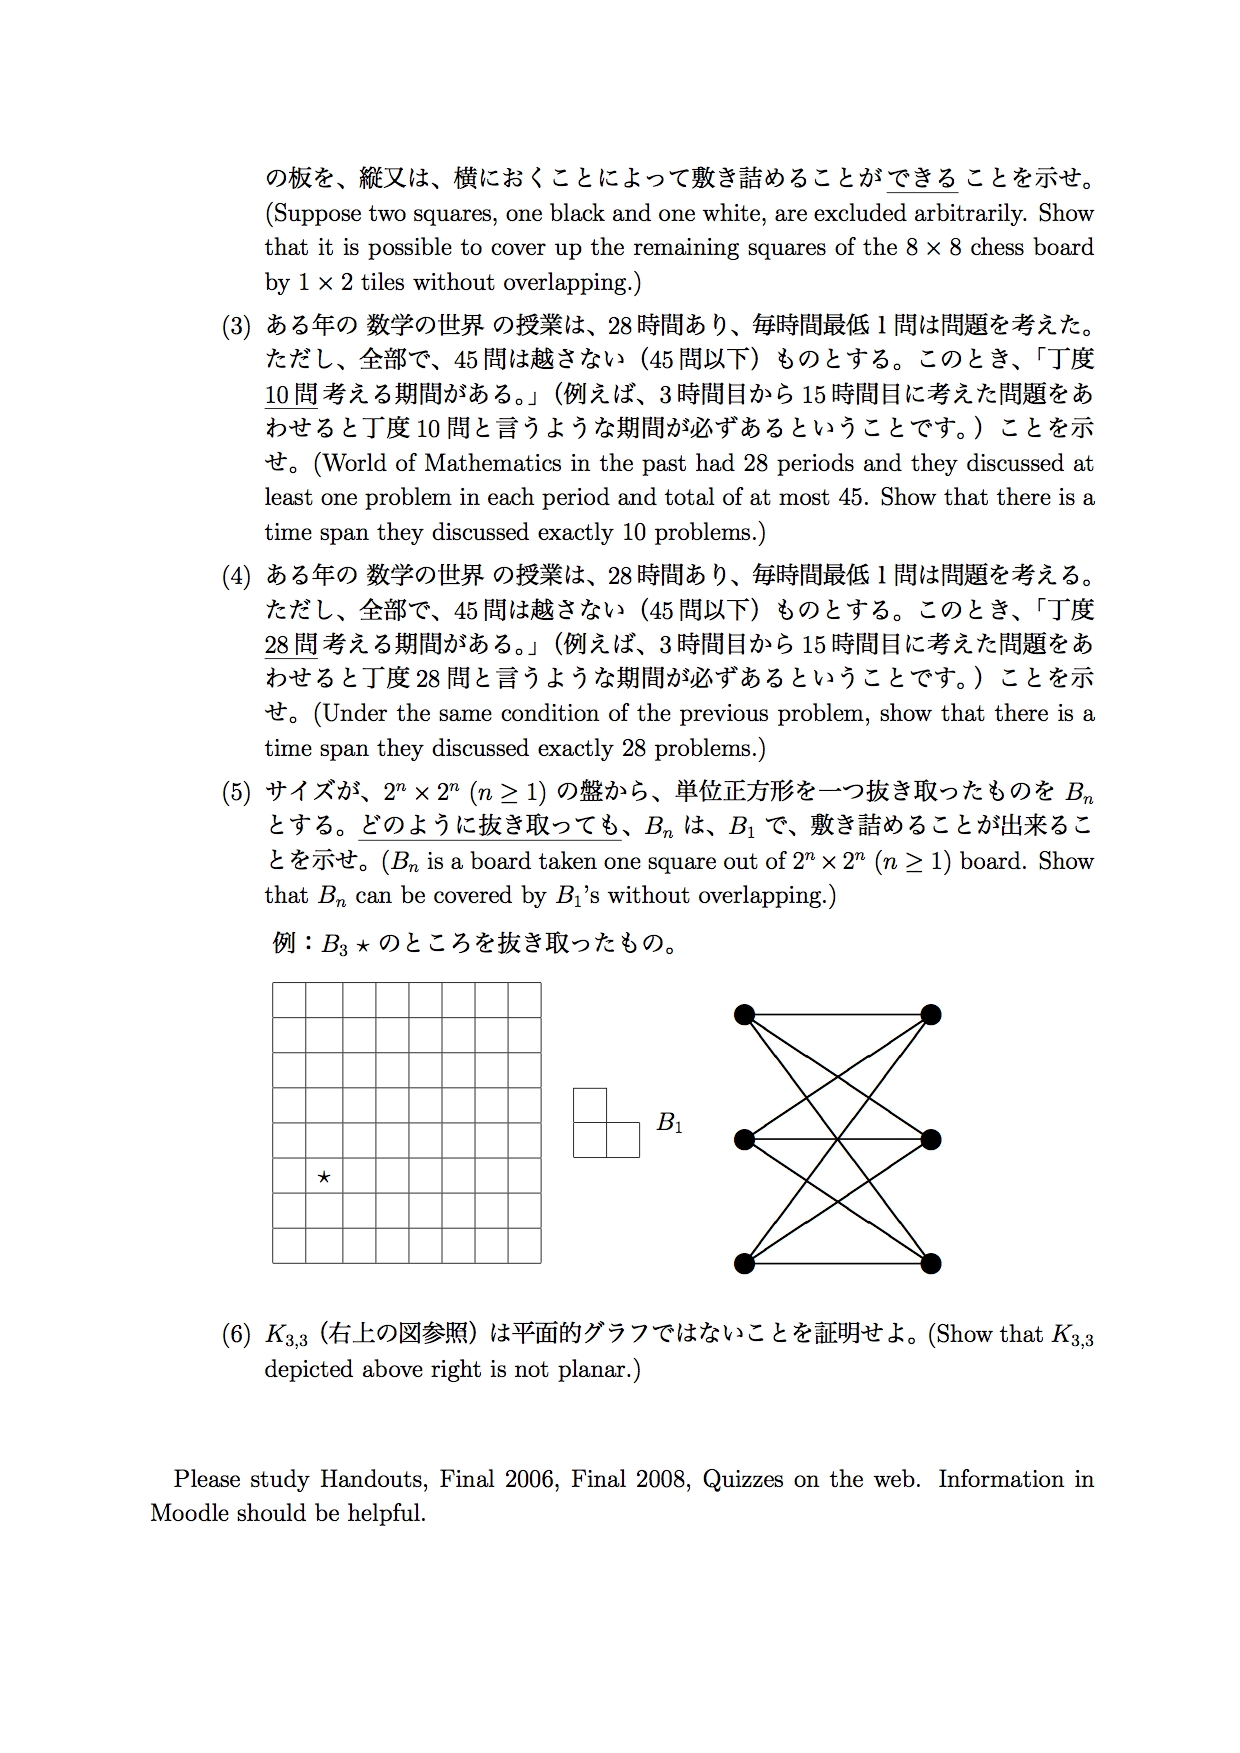 の板を、縦又は、横におくことによって敷き詰めることができる ことを示せ。
(Suppose two squares, one black and one white, are excluded arbitrarily. Show
that it is possible to cover up the remaining squares of the 8 × 8 chess board
by 1 × 2 tiles without overlapping.)
(3) ある年の 数学の世界 の授業は、28 時間あり、毎時間最低 1 問は問題を考えた。
ただし、全部で、45 問は越さない（45 問以下）ものとする。このとき、「丁度
10 問考える期間がある。」（例えば、3 時間目から 15 時間目に考えた問題をあ
わせると丁度 10 問と言うような期間が必ずあるということです。）ことを示
せ。(World of Mathematics in the past had 28 periods and they discussed at
least one problem in each period and total of at most 45. Show that there is a
time span they discussed exactly 10 problems.)
(4) ある年の 数学の世界 の授業は、28 時間あり、毎時間最低 1 問は問題を考える。
ただし、全部で、45 問は越さない（45 問以下）ものとする。このとき、「丁度
28 問考える期間がある。」（例えば、3 時間目から 15 時間目に考えた問題をあ
わせると丁度 28 問と言うような期間が必ずあるということです。）ことを示
せ。(Under the same condition of the previous problem, show that there is a
time span they discussed exactly 28 problems.)
(5) サイズが、2ⁿ × 2ⁿ (n ≥ 1) の盤から、単位正方形を一つ抜き取ったものを Bₙ
とする。どのように抜き取っても、Bₙ は、B₁ で、敷き詰めることが出来るこ
とを示せ。(Bₙ is a board taken one square out of 2ⁿ × 2ⁿ (n ≥ 1) board. Show
that Bₙ can be covered by B₁'s without overlapping.)
例：B₃ ⋆ のところを抜き取ったもの。
⋆
B₁
(6) K₃,₃（右上の図参照）は平面的グラフではないことを証明せよ。(Show that K₃,₃
depicted above right is not planar.)
Please study Handouts, Final 2006, Final 2008, Quizzes on the web. Information in
Moodle should be helpful.